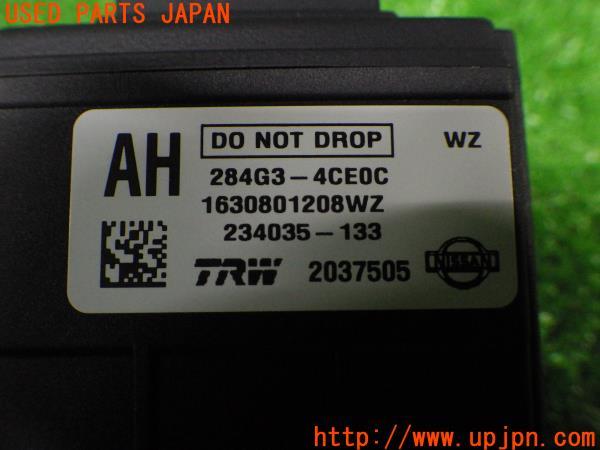 USED PARTS JAPAN
AH
DO NOT DROP
WZ
284G3-4CE0C
1630801208WZ
234035-133
TRW
2037505
NISSAN
UPJ
http://www.upjpn.com/